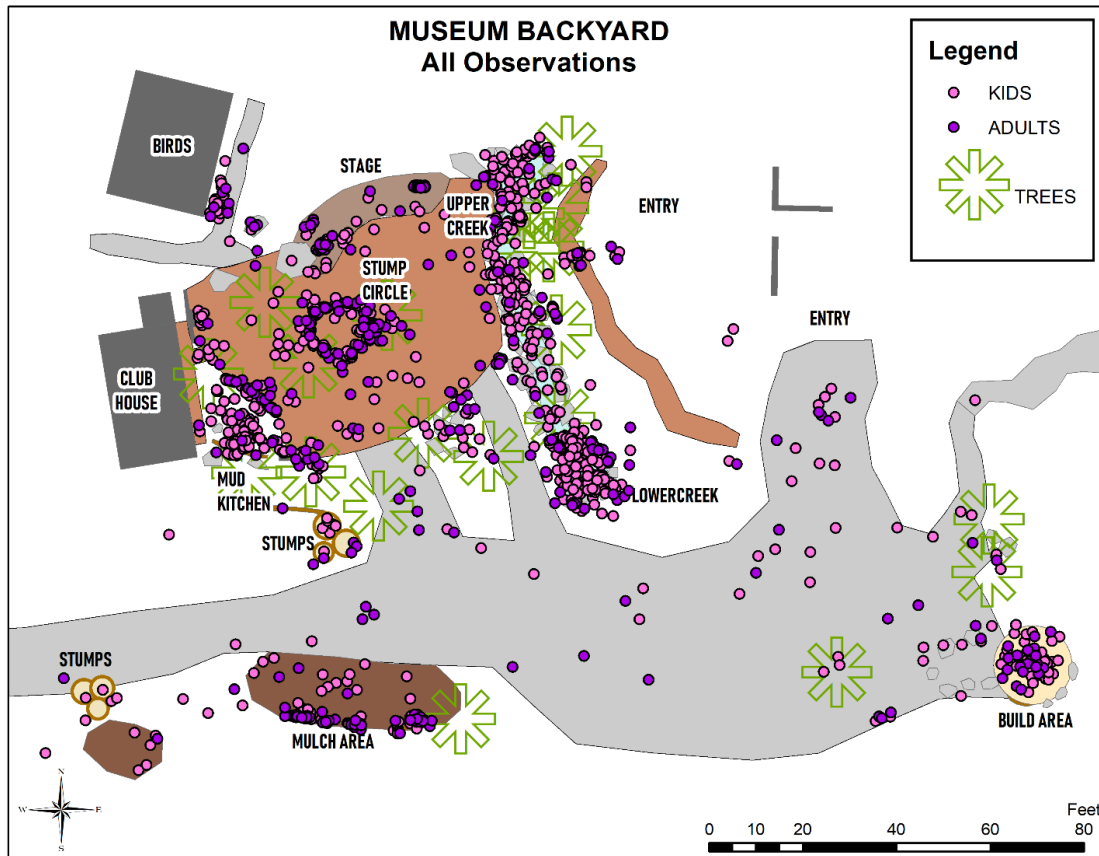 MUSEUM BACKYARD
All Observations
Legend
KIDS
ADULTS
TREES
BIRDS
STAGE
UPPER
CREEK
ENTRY
STUMP
CIRCLE
ENTRY
CLUB
HOUSE
MUD
KITCHEN
LOWERCREEK
STUMPS
STUMPS
MULCH AREA
BUILD AREA
N
W
E
S
Feet
0 5 10 20 40 60 80